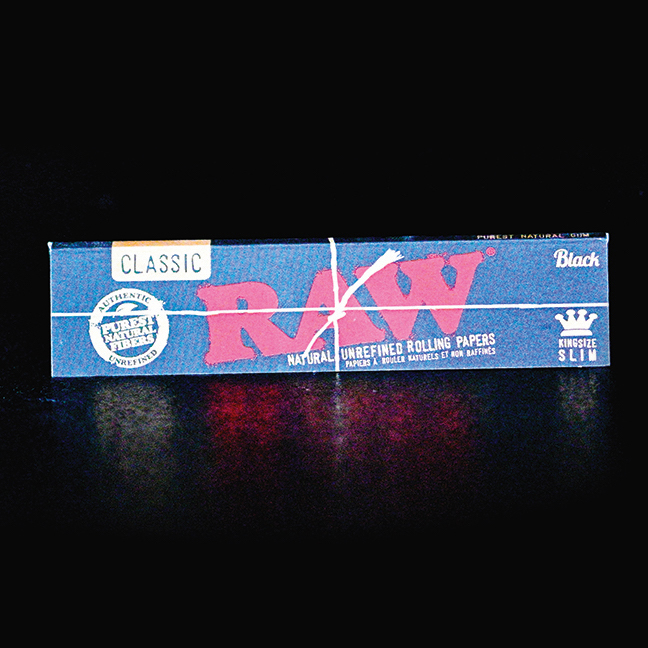 PUREST NATURAL GUM
CLASSIC
Black
AUTHENTIC
PUREST
NATURAL
FIBERS
UNREFINED
RAW®
NATURAL UNREFINED ROLLING PAPERS
PAPIERS A ROULER NATURELS ET NON RAFFINÉS
KINGSIZE
SLIM